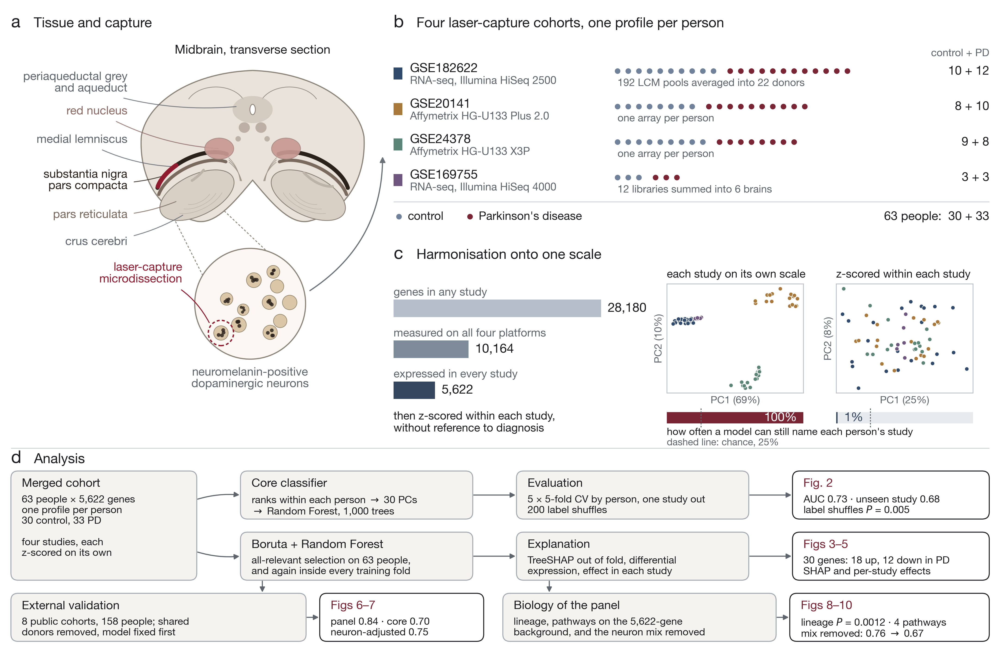 a Tissue and capture
Midbrain, transverse section
periaqueductal grey
and aqueduct
red nucleus
medial lemniscus
substantia nigra
pars compacta
pars reticulata
crus cerebri
laser-capture
microdissection
neuromelanin-positive
dopaminergic neurons
b Four laser-capture cohorts, one profile per person
control + PD
GSE182622
RNA-seq, Illumina HiSeq 2500
192 LCM pools averaged into 22 donors
10 + 12
GSE20141
Affymetrix HG-U133 Plus 2.0
one array per person
8 + 10
GSE24378
Affymetrix HG-U133 X3P
one array per person
9 + 8
GSE169755
RNA-seq, Illumina HiSeq 4000
12 libraries summed into 6 brains
3 + 3
control
Parkinson's disease
63 people: 30 + 33
c Harmonisation onto one scale
genes in any study
28,180
measured on all four platforms
10,164
expressed in every study
5,622
then z-scored within each study,
without reference to diagnosis
each study on its own scale
PC2 (10%)
PC1 (69%)
100%
z-scored within each study
PC2 (8%)
PC1 (25%)
1%
how often a model can still name each person's study
dashed line: chance, 25%
d Analysis
Merged cohort
63 people × 5,622 genes
one profile per person
30 control, 33 PD
four studies, each
z-scored on its own
Core classifier
ranks within each person → 30 PCs
→ Random Forest, 1,000 trees
Evaluation
5 × 5-fold CV by person, one study out
200 label shuffles
Fig. 2
AUC 0.73 · unseen study 0.68
label shuffles P = 0.005
Boruta + Random Forest
all-relevant selection on 63 people,
and again inside every training fold
Explanation
TreeSHAP out of fold, differential
expression, effect in each study
Figs 3–5
30 genes: 18 up, 12 down in PD
SHAP and per-study effects
External validation
8 public cohorts, 158 people; shared
donors removed, model fixed first
Figs 6–7
panel 0.84 · core 0.70
neuron-adjusted 0.75
Biology of the panel
lineage, pathways on the 5,622-gene
background, and the neuron mix removed
Figs 8–10
lineage P = 0.0012 · 4 pathways
mix removed: 0.76 → 0.67